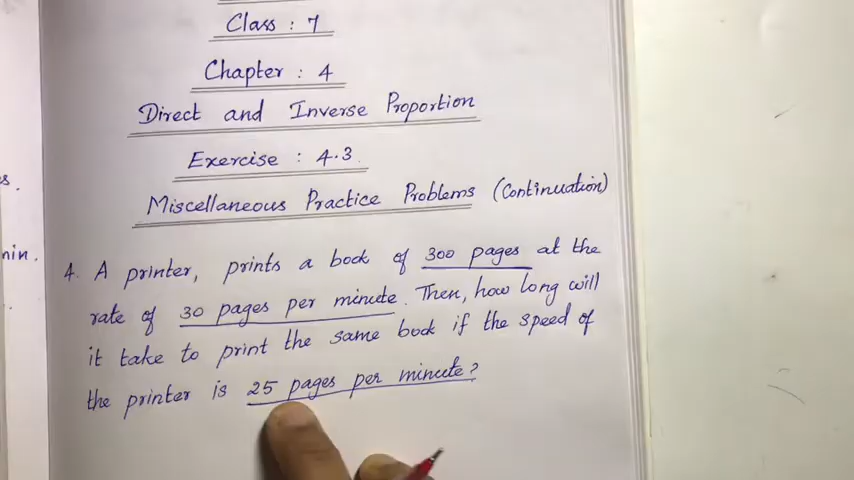 Class : 7
Chapter : 4
Direct and Inverse Proportion
Exercise : 4.3
Miscellaneous Practice Problems (Continuation)
4. A printer, prints a book of 300 pages at the
rate of 30 pages per minute. Then, how long will
it take to print the same book if the speed of
the printer is 25 pages per minute?